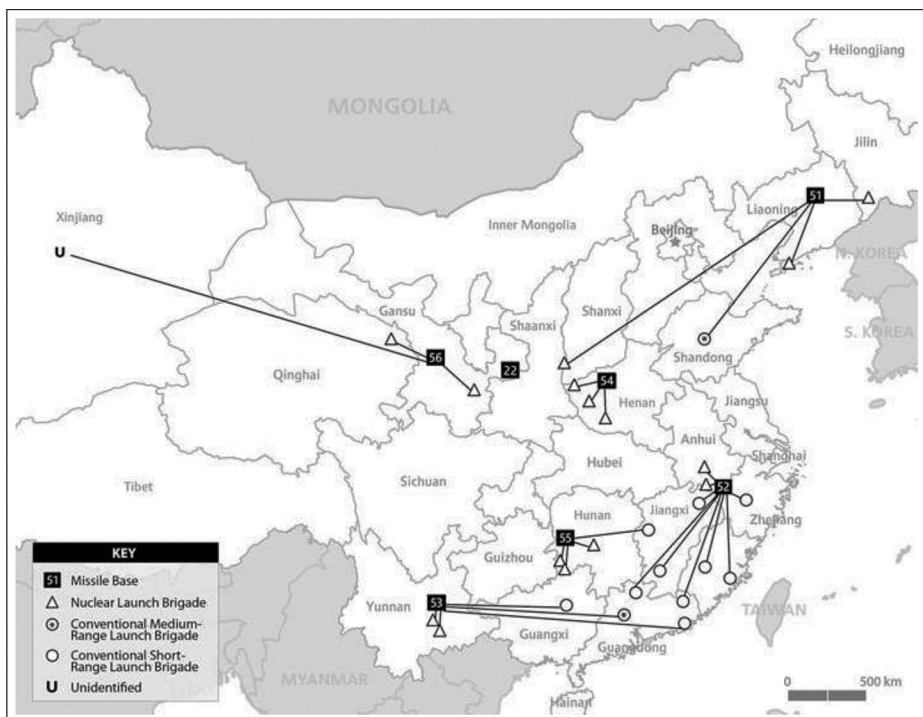 Heilongjiang
MONGOLIA
Jilin
51
Xinjiang
Liaoning
Inner Mongolia
Beijing
U
N. KOREA
Gansu
Shaanxi
Shanxi
S. KOREA
56
22
Shandong
54
Qinghai
Henan
Jiangsu
Anhui
Shanghai
Hubei
Tibet
Sichuan
52
Hunan
Jiangxi
Zhejiang
55
Guizhou
KEY
51 Missile Base
Nuclear Launch Brigade
Conventional Medium-
Range Launch Brigade
Conventional Short-
Range Launch Brigade
U Unidentified
Yunnan
53
TAIWAN
Guangxi
Guangdong
MYANMAR
Hainan
0 500 km